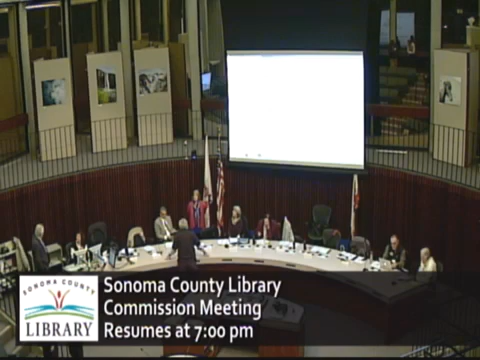 Sonoma County Library
Commission Meeting
Resumes at 7:00 pm
SONOMA COUNTY
LIBRARY